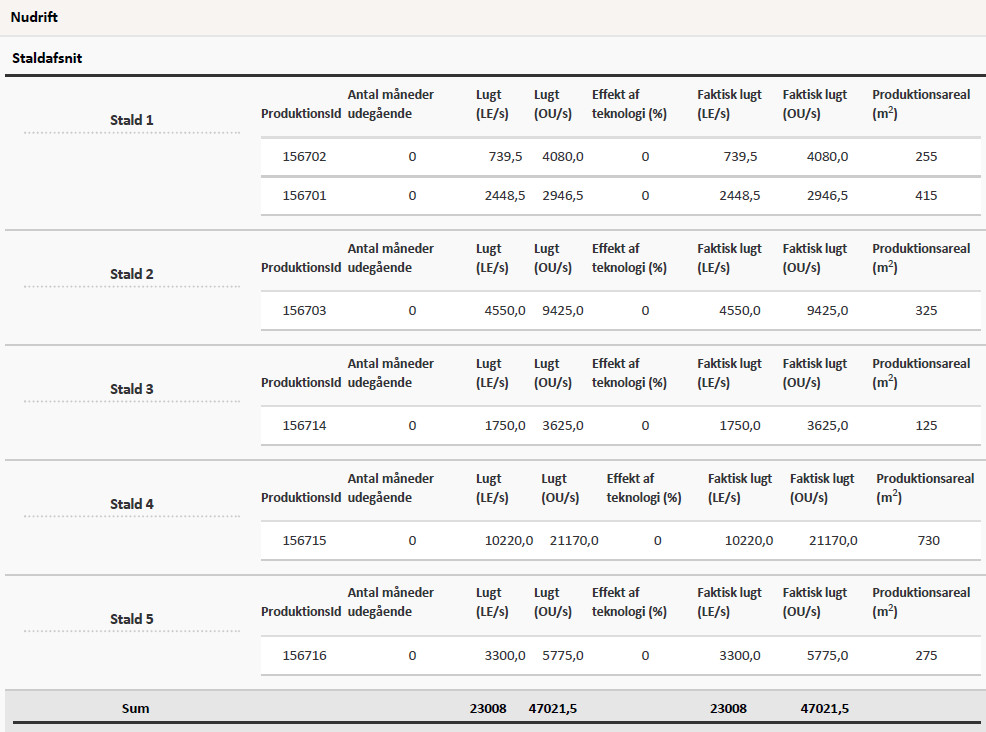 Nudrift
Staldafsnit
Stald 1
ProduktionsId Antal måneder udegående Lugt (LE/s) Lugt (OU/s) Effekt af teknologi (%) Faktisk lugt (LE/s) Faktisk lugt (OU/s) Produktionsareal (m²)
156702 0 739,5 4080,0 0 739,5 4080,0 255
156701 0 2448,5 2946,5 0 2448,5 2946,5 415
Stald 2
ProduktionsId Antal måneder udegående Lugt (LE/s) Lugt (OU/s) Effekt af teknologi (%) Faktisk lugt (LE/s) Faktisk lugt (OU/s) Produktionsareal (m²)
156703 0 4550,0 9425,0 0 4550,0 9425,0 325
Stald 3
ProduktionsId Antal måneder udegående Lugt (LE/s) Lugt (OU/s) Effekt af teknologi (%) Faktisk lugt (LE/s) Faktisk lugt (OU/s) Produktionsareal (m²)
156714 0 1750,0 3625,0 0 1750,0 3625,0 125
Stald 4
ProduktionsId Antal måneder udegående Lugt (LE/s) Lugt (OU/s) Effekt af teknologi (%) Faktisk lugt (LE/s) Faktisk lugt (OU/s) Produktionsareal (m²)
156715 0 10220,0 21170,0 0 10220,0 21170,0 730
Stald 5
ProduktionsId Antal måneder udegående Lugt (LE/s) Lugt (OU/s) Effekt af teknologi (%) Faktisk lugt (LE/s) Faktisk lugt (OU/s) Produktionsareal (m²)
156716 0 3300,0 5775,0 0 3300,0 5775,0 275
Sum 23008 47021,5 23008 47021,5